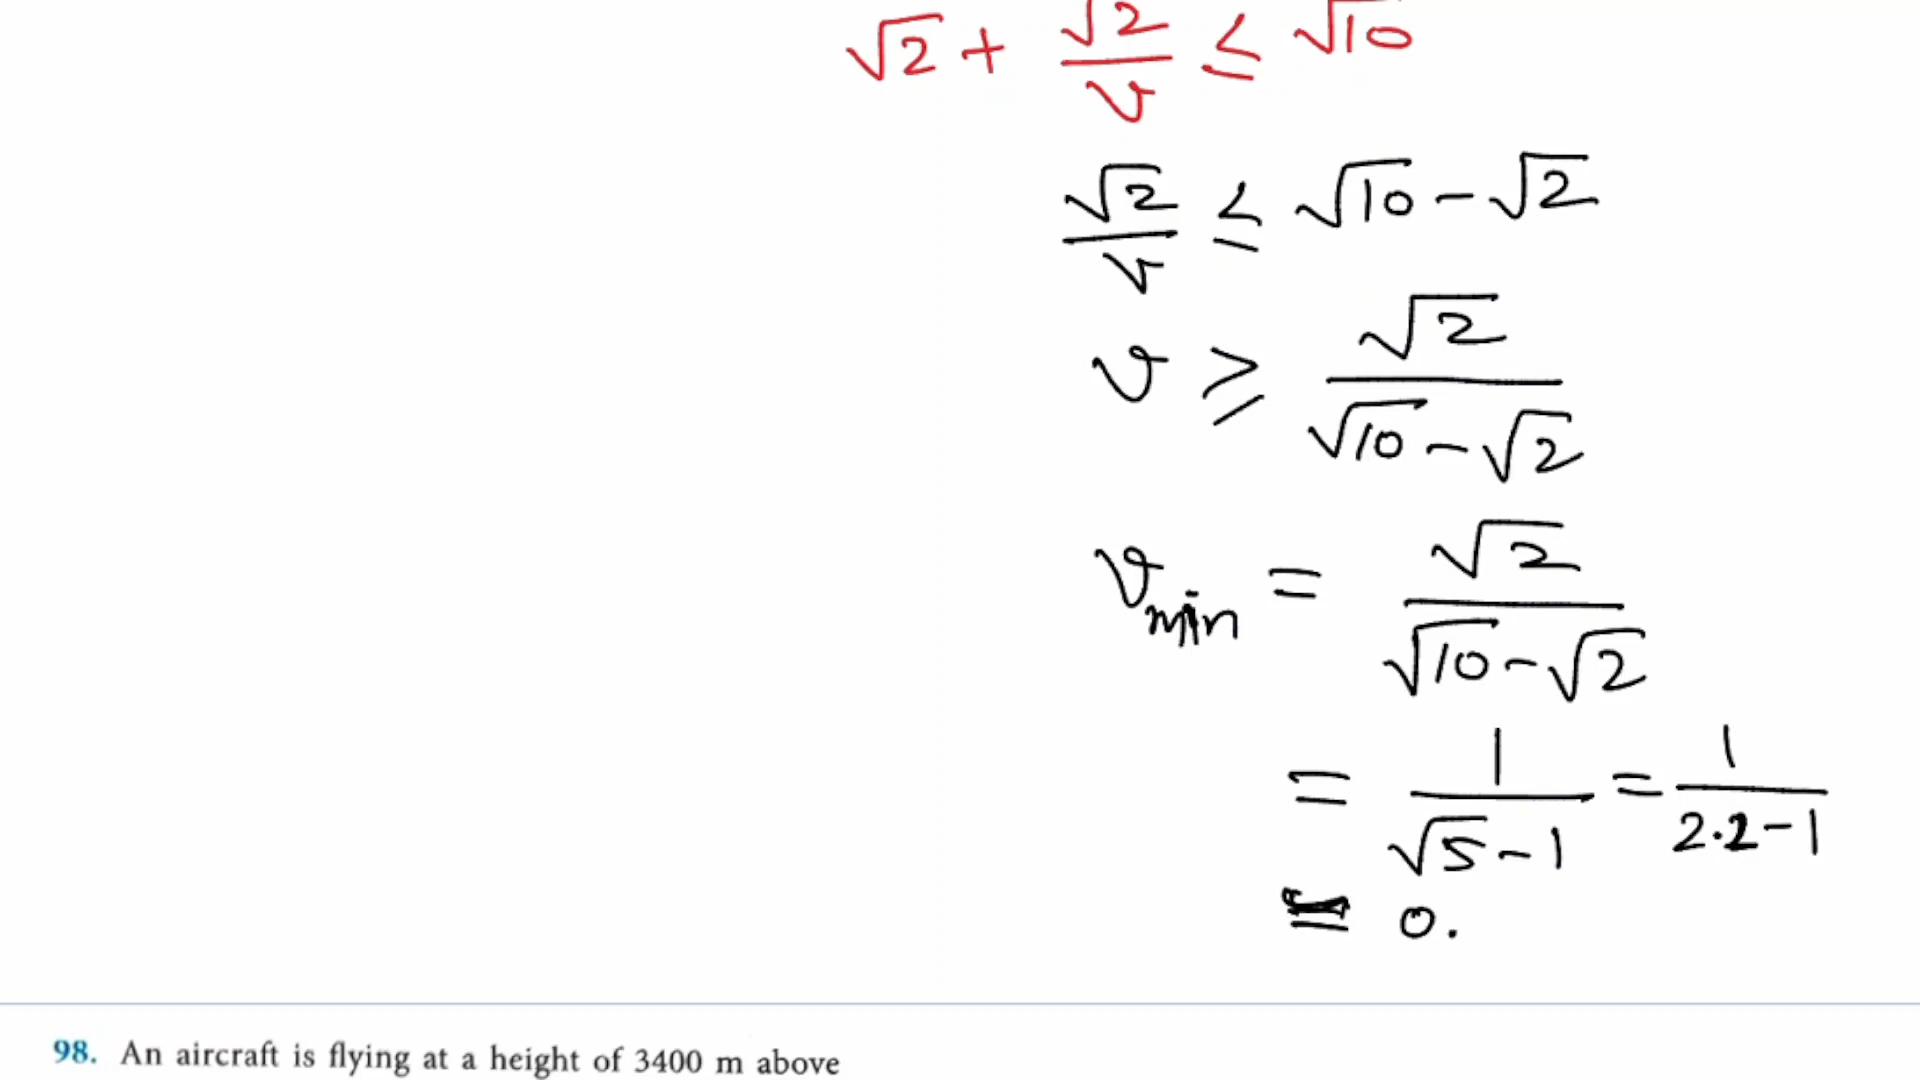 √2 + √2/v ≤ √10
√2/v ≤ √10 - √2
v ≥ √2/(√10 - √2)
v_min = √2/(√10 - √2)
= 1/(√5 - 1) = 1/(2.2 - 1)
= 0.
98. An aircraft is flying at a height of 3400 m above